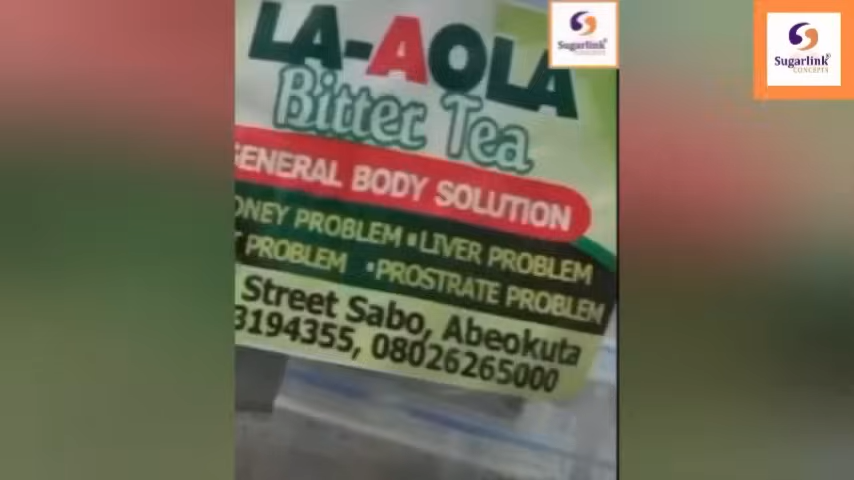 LA-AOLA
Bitter Tea
GENERAL BODY SOLUTION
PROBLEM ▪LIVER PROBLEM
PROBLEM ▪PROSTRATE PROBLEM
Street Sabo, Abeokuta
3194355, 08026265000
Sugarlink
Sugarlink
CONCEPTS